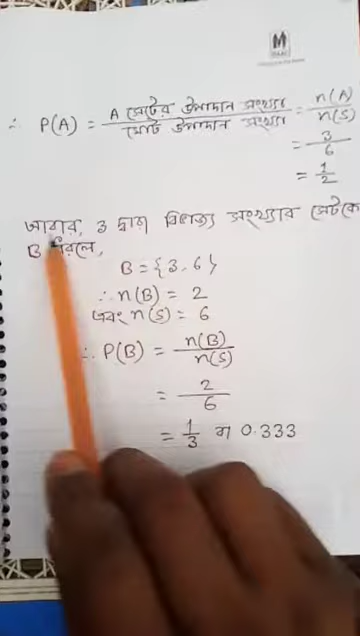 M
∴ P(A) = A সেটের উপাদান সংখ্যা / মোট উপাদান সংখ্যা = n(A) / n(S)
= 3/6
= 1/2
আবার, 3 দ্বারা বিভাজ্য সংখ্যার সেটকে
B ধরলে,
B = {3, 6}
∴ n(B) = 2
এবং n(S) = 6
∴ P(B) = n(B) / n(S)
= 2/6
= 1/3 বা 0.333